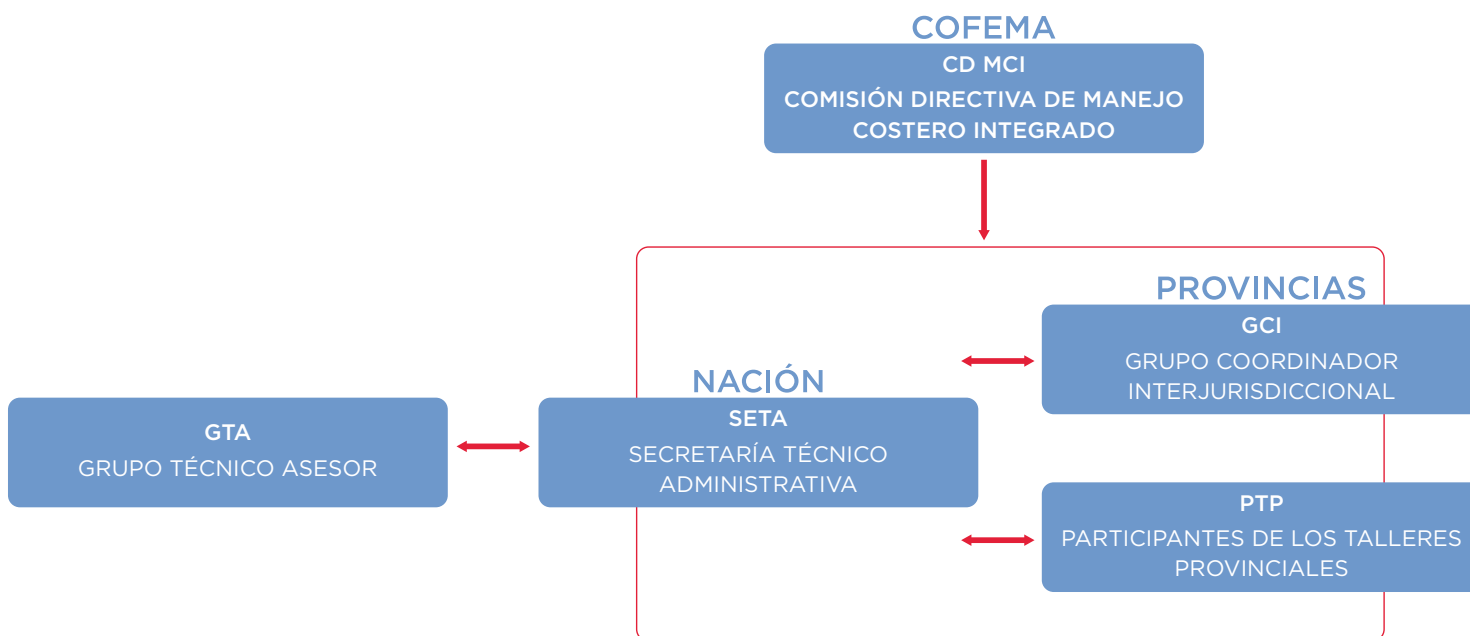 COFEMA
CD MCI
COMISIÓN DIRECTIVA DE MANEJO
COSTERO INTEGRADO
PROVINCIAS
GCI
GRUPO COORDINADOR
INTERJURISDICCIONAL
NACIÓN
SETA
SECRETARÍA TÉCNICO
ADMINISTRATIVA
GTA
GRUPO TÉCNICO ASESOR
PTP
PARTICIPANTES DE LOS TALLERES
PROVINCIALES